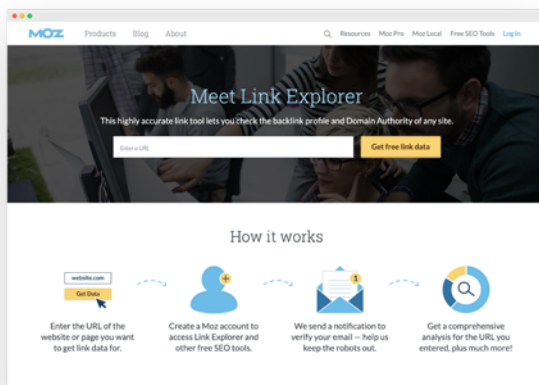 MOZ Products Blog About Resources Moz Pro Moz Local Free SEO Tools Log In
Meet Link Explorer
This highly accurate link tool lets you check the backlink profile and Domain Authority of any site.
Enter a URL
Get free link data
How it works
website.com
Get Data
1
Enter the URL of the
website or page you want
to get link data for.
Create a Moz account to
access Link Explorer and
other free SEO tools.
We send a notification to
verify your email — help us
keep the robots out.
Get a comprehensive
analysis for the URL you
entered, plus much more!